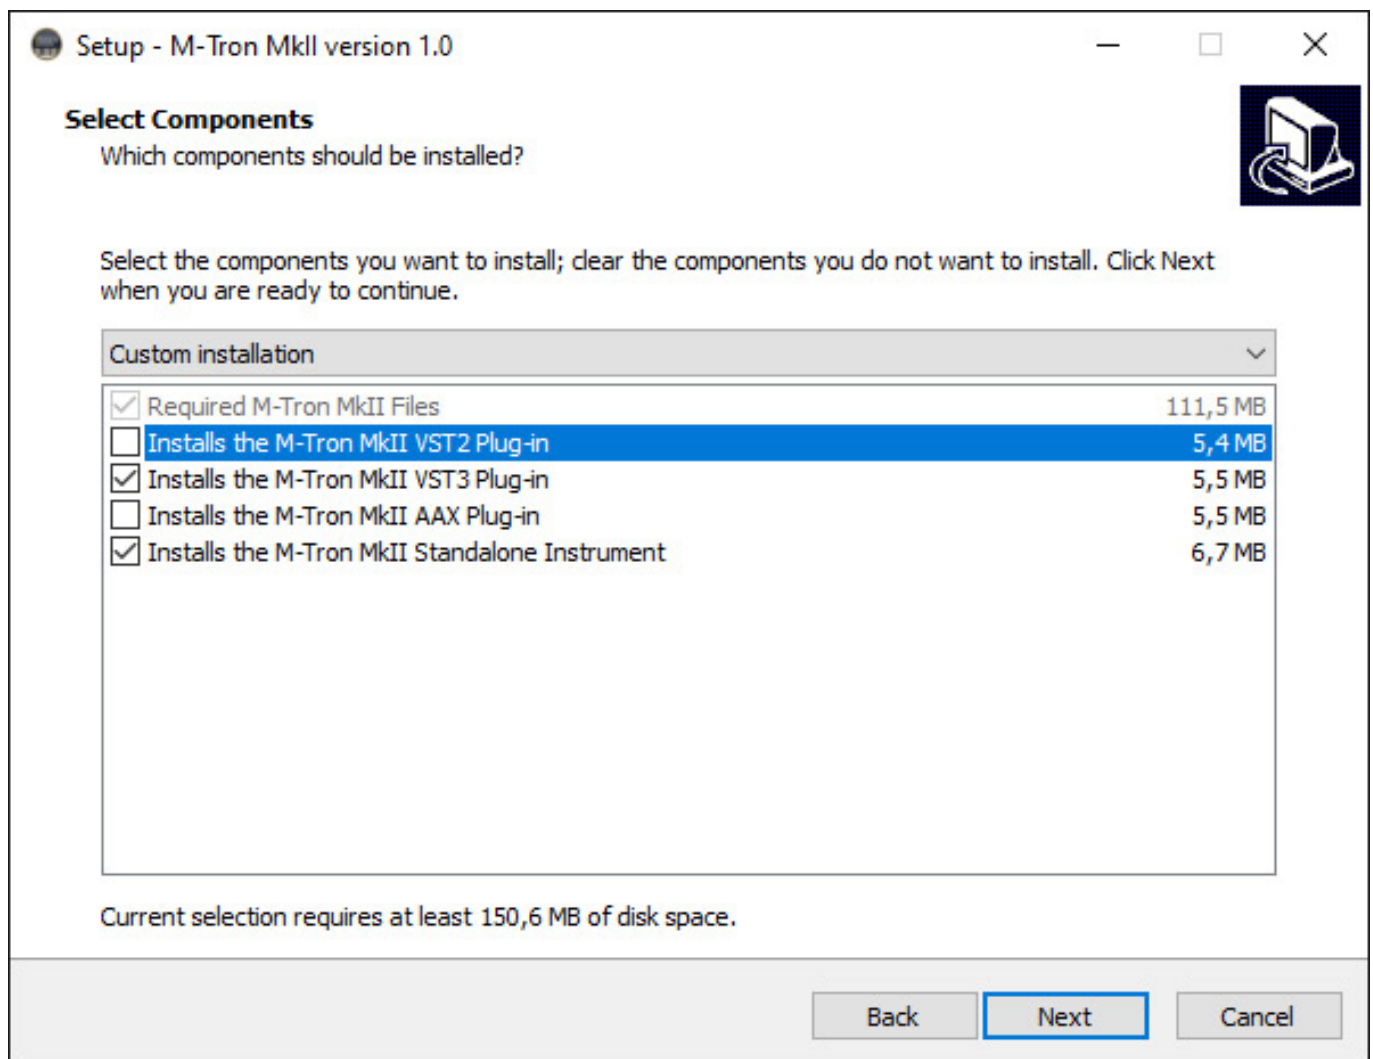 Setup - M-Tron MkII version 1.0
Select Components
Which components should be installed?
Select the components you want to install; clear the components you do not want to install. Click Next
when you are ready to continue.
Custom installation
Required M-Tron MkII Files 111,5 MB
Installs the M-Tron MkII VST2 Plug-in 5,4 MB
Installs the M-Tron MkII VST3 Plug-in 5,5 MB
Installs the M-Tron MkII AAX Plug-in 5,5 MB
Installs the M-Tron MkII Standalone Instrument 6,7 MB
Current selection requires at least 150,6 MB of disk space.
Back Next Cancel